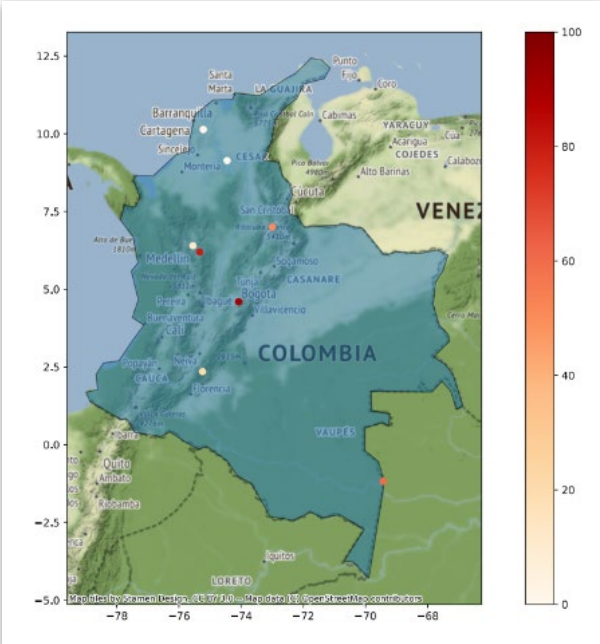 12.5
10.0
7.5
5.0
2.5
0.0
−2.5
−5.0
Punto
Fijo
Coro
Santa
Marta
LA GUAJIRA
Barranquilla
Cartagena
Cabimas
YARACUY
Acarigua
COJEDES
Sincelejo
Montería
CESAR
Pico Bolívar
Alto Barinas
Cúcuta
San Cristóbal
VENEZ
1810m
Medellín
Sogamoso
Tunja
CASANARE
Bogotá
Pereira
Ibagué
Villavicencio
Buenaventura
Cali
COLOMBIA
Popayán
Neiva
CAUCA
Florencia
VAUPÉS
Ibarra
Quito
Ambato
Riobamba
Iquitos
LORETO
Map tiles by Stamen Design, CC BY 3.0 -- Map data (C) OpenStreetMap contributors
−78
−76
−74
−72
−70
−68
100
80
60
40
20
0